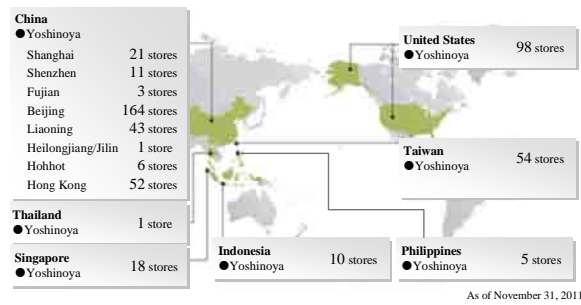 China
●Yoshinoya
Shanghai 21 stores
Shenzhen 11 stores
Fujian 3 stores
Beijing 164 stores
Liaoning 43 stores
Heilongjiang/Jilin 1 store
Hohhot 6 stores
Hong Kong 52 stores
Thailand
●Yoshinoya 1 store
Singapore
●Yoshinoya 18 stores
Indonesia
●Yoshinoya 10 stores
United States
●Yoshinoya 98 stores
Taiwan
●Yoshinoya 54 stores
Philippines
●Yoshinoya 5 stores
As of November 31, 2011